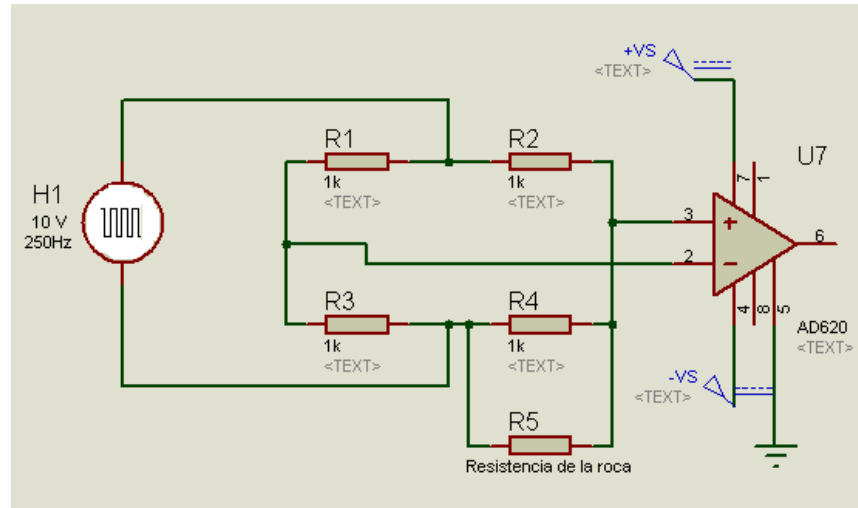 +VS
<TEXT>
R1
1k
<TEXT>
R2
1k
<TEXT>
U7
7
1
H1
10 V
250Hz
3
+
2
−
6
R3
1k
<TEXT>
R4
1k
<TEXT>
4
8
5
AD620
<TEXT>
-VS
<TEXT>
R5
Resistencia de la roca